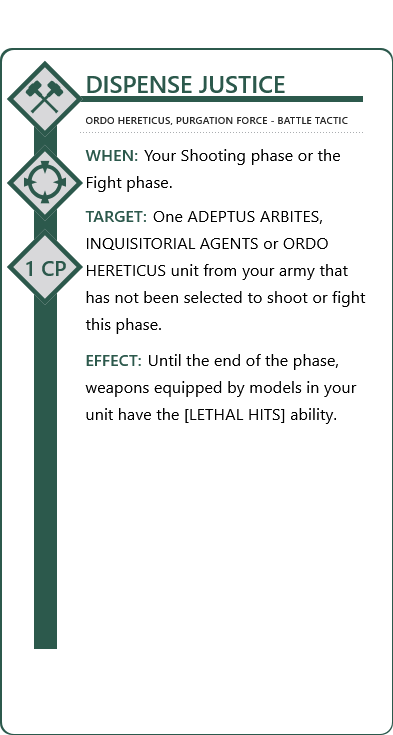 DISPENSE JUSTICE
ORDO HERETICUS, PURGATION FORCE - BATTLE TACTIC
WHEN: Your Shooting phase or the
Fight phase.
TARGET: One ADEPTUS ARBITES,
INQUISITORIAL AGENTS or ORDO
HERETICUS unit from your army that
has not been selected to shoot or fight
this phase.
1 CP
EFFECT: Until the end of the phase,
weapons equipped by models in your
unit have the [LETHAL HITS] ability.